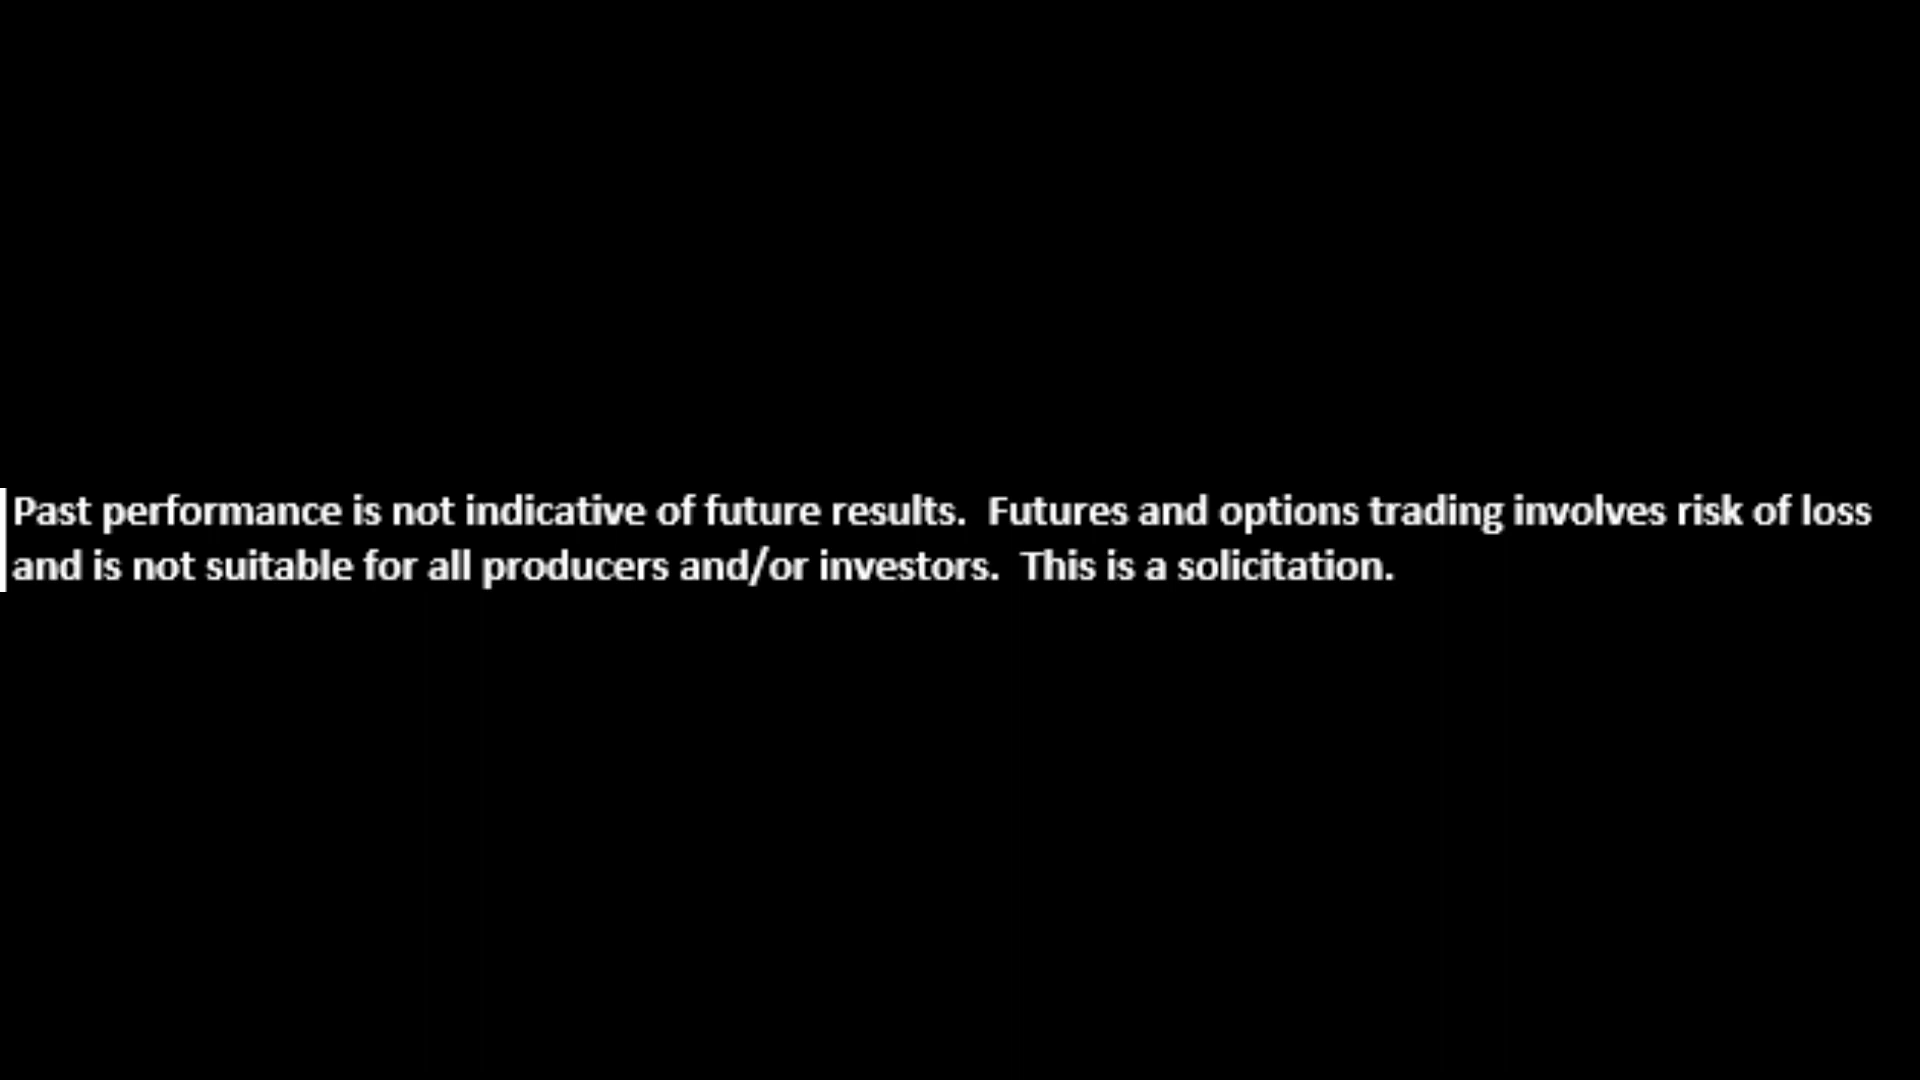 Past performance is not indicative of future results.  Futures and options trading involves risk of loss
and is not suitable for all producers and/or investors.  This is a solicitation.